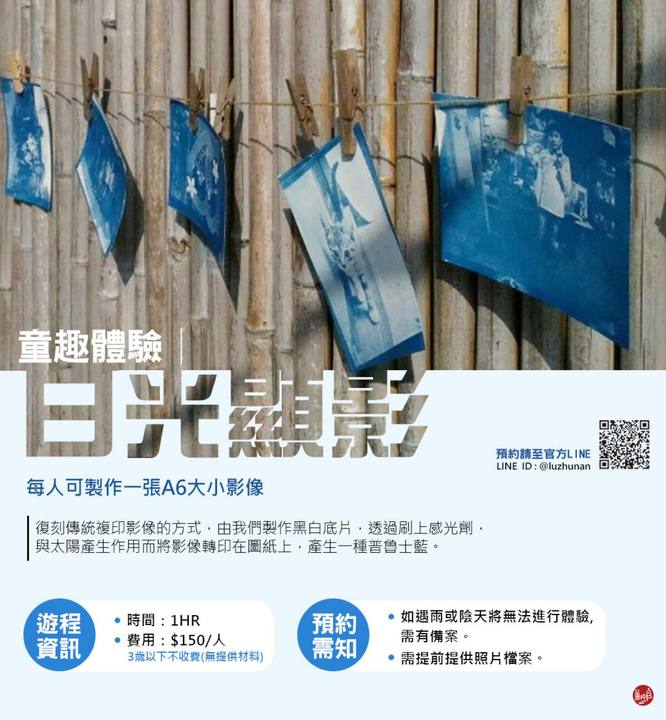 童趣體驗
日光顯影
預約請至官方LINE
LINE ID:@luzhunan
每人可製作一張A6大小影像
復刻傳統複印影像的方式,由我們製作黑白底片,透過刷上感光劑,
與太陽產生作用而將影像轉印在圖紙上,產生一種普魯士藍。
遊程
資訊
• 時間:1HR
• 費用:$150/人
3歲以下不收費(無提供材料)
預約
需知
• 如遇雨或陰天將無法進行體驗,
需有備案。
• 需提前提供照片檔案。